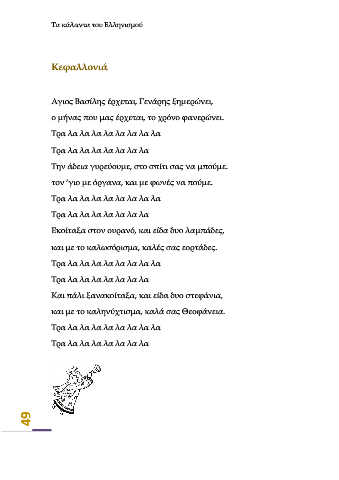 Τα κάλαντα του Ελληνισμού
Κεφαλλονιά
Αγιος Βασίλης έρχεται, Γενάρης ξημερώνει,
ο μήνας που μας έρχεται, το χρόνο φανερώνει.
Τρα λα λα λα λα λα λα λα λα
Τρα λα λα λα λα λα λα λα
Την άδεια γυρεύουμε, στο σπίτι σας να μπούμε.
τον 'γιο με όργανα, και με φωνές να πούμε.
Τρα λα λα λα λα λα λα λα λα
Τρα λα λα λα λα λα λα λα
Εκοίταξα στον ουρανό, και είδα δυο λαμπάδες,
και με το καλωσόρισμα, καλές σας εορτάδες.
Τρα λα λα λα λα λα λα λα λα
Τρα λα λα λα λα λα λα λα
Και πάλι ξανακοίταξα, και είδα δυο στεφάνια,
και με το καληνύχτισμα, καλά σας Θεοφάνεια.
Τρα λα λα λα λα λα λα λα λα
Τρα λα λα λα λα λα λα λα
49